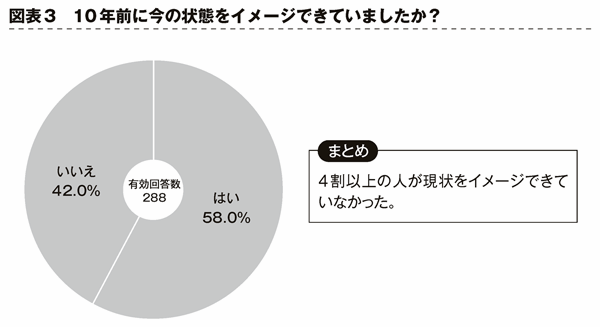 図表３　10年前に今の状態をイメージできていましたか？
いいえ
42.0%
有効回答数
288
はい
58.0%
まとめ
４割以上の人が現状をイメージできて
いなかった。